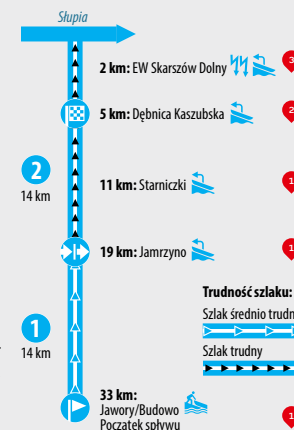 Słupia
2 km: EW Skarszów Dolny
5 km: Dębnica Kaszubska
2
14 km
11 km: Starniczki
19 km: Jamrzyno
Trudność szlaku:
Szlak średnio trudn
1
14 km
Szlak trudny
33 km:
Jawory/Budowo
Początek spływu